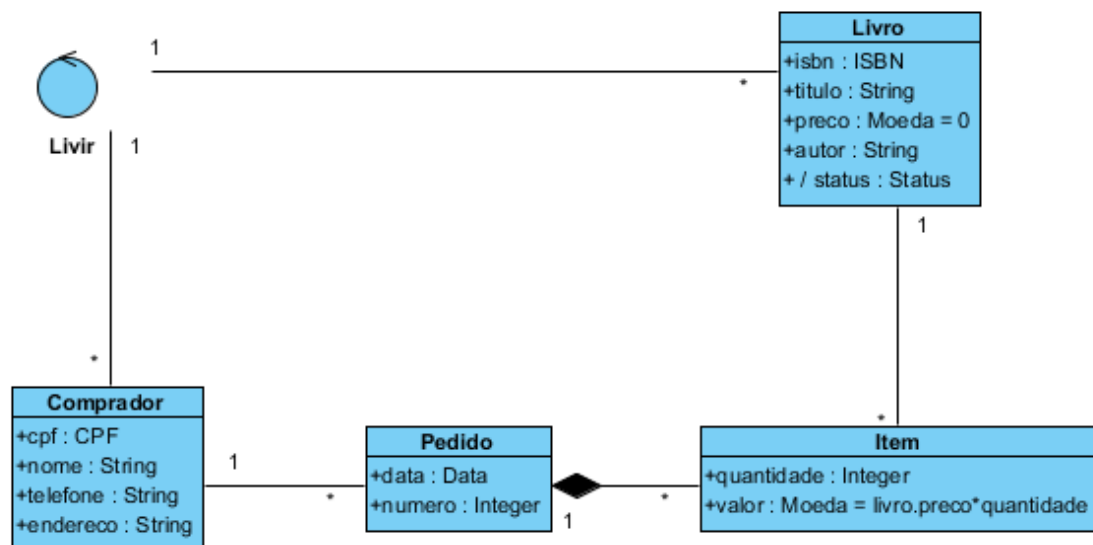 1
*
Livir
1
Livro
+isbn : ISBN
+titulo : String
+preco : Moeda = 0
+autor : String
+ / status : Status
1
*
*
Comprador
+cpf : CPF
+nome : String
+telefone : String
+endereco : String
1
*
Pedido
+data : Data
+numero : Integer
1
*
Item
+quantidade : Integer
+valor : Moeda = livro.preco*quantidade